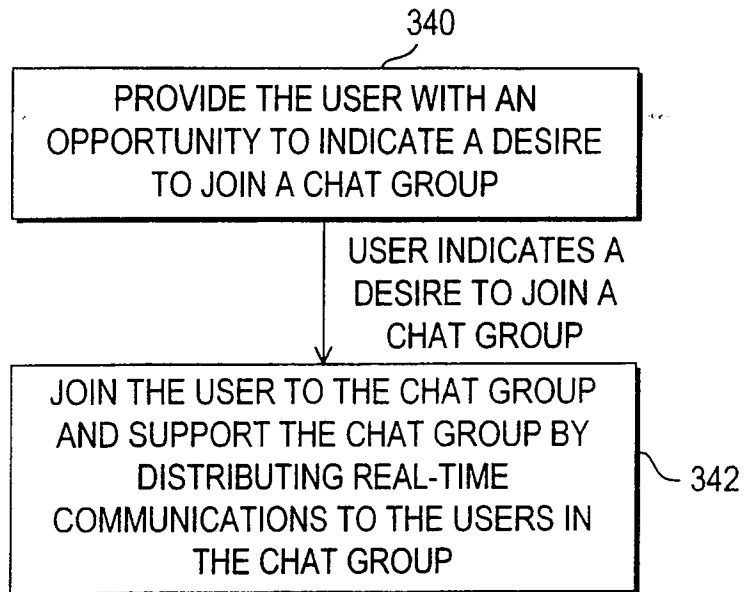 340
PROVIDE THE USER WITH AN
OPPORTUNITY TO INDICATE A DESIRE
TO JOIN A CHAT GROUP
USER INDICATES A
DESIRE TO JOIN A
CHAT GROUP
JOIN THE USER TO THE CHAT GROUP
AND SUPPORT THE CHAT GROUP BY
DISTRIBUTING REAL-TIME
COMMUNICATIONS TO THE USERS IN
THE CHAT GROUP
342